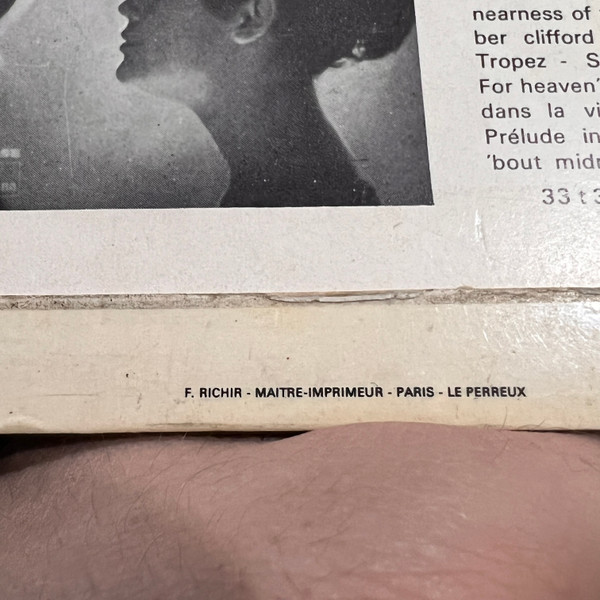 nearness of
ber clifford
Tropez - S
For heaven'
dans la vi
Prélude in
'bout midn
33 t 3
F. RICHIR - MAITRE-IMPRIMEUR - PARIS - LE PERREUX